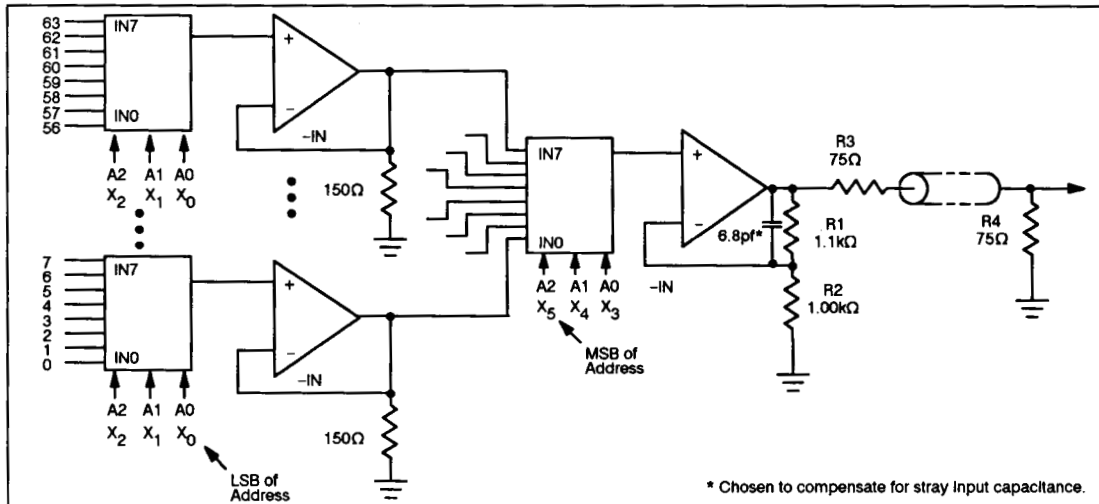 63
62
61
60
59
58
57
56
IN7
IN0
A2 A1 A0
X2 X1 X0
+
−
−IN
150Ω
7
6
5
4
3
2
1
0
IN7
IN0
A2 A1 A0
X2 X1 X0
LSB of
Address
+
−
−IN
150Ω
IN7
IN0
A2 A1 A0
X5 X4 X3
MSB of
Address
+
−
−IN
6.8pf*
R1
1.1kΩ
R2
1.00kΩ
R3
75Ω
R4
75Ω
* Chosen to compensate for stray input capacitance.